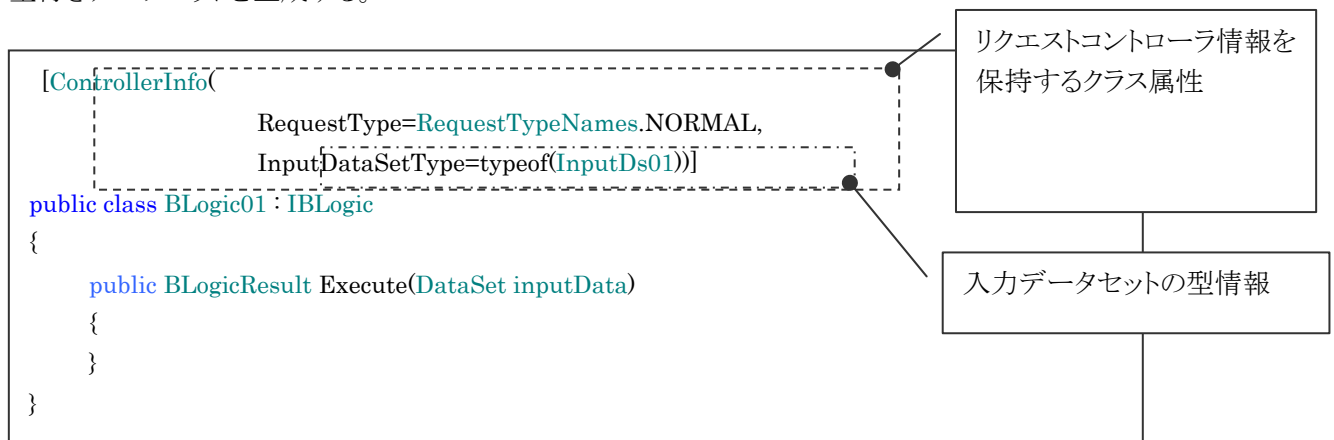 リクエストコントローラ情報を
保持するクラス属性
[ControllerInfo(
RequestType=RequestTypeNames.NORMAL,
InputDataSetType=typeof(InputDs01))]
public class BLogic01 : IBLogic
{
public BLogicResult Execute(DataSet inputData)
{
}
}
入力データセットの型情報